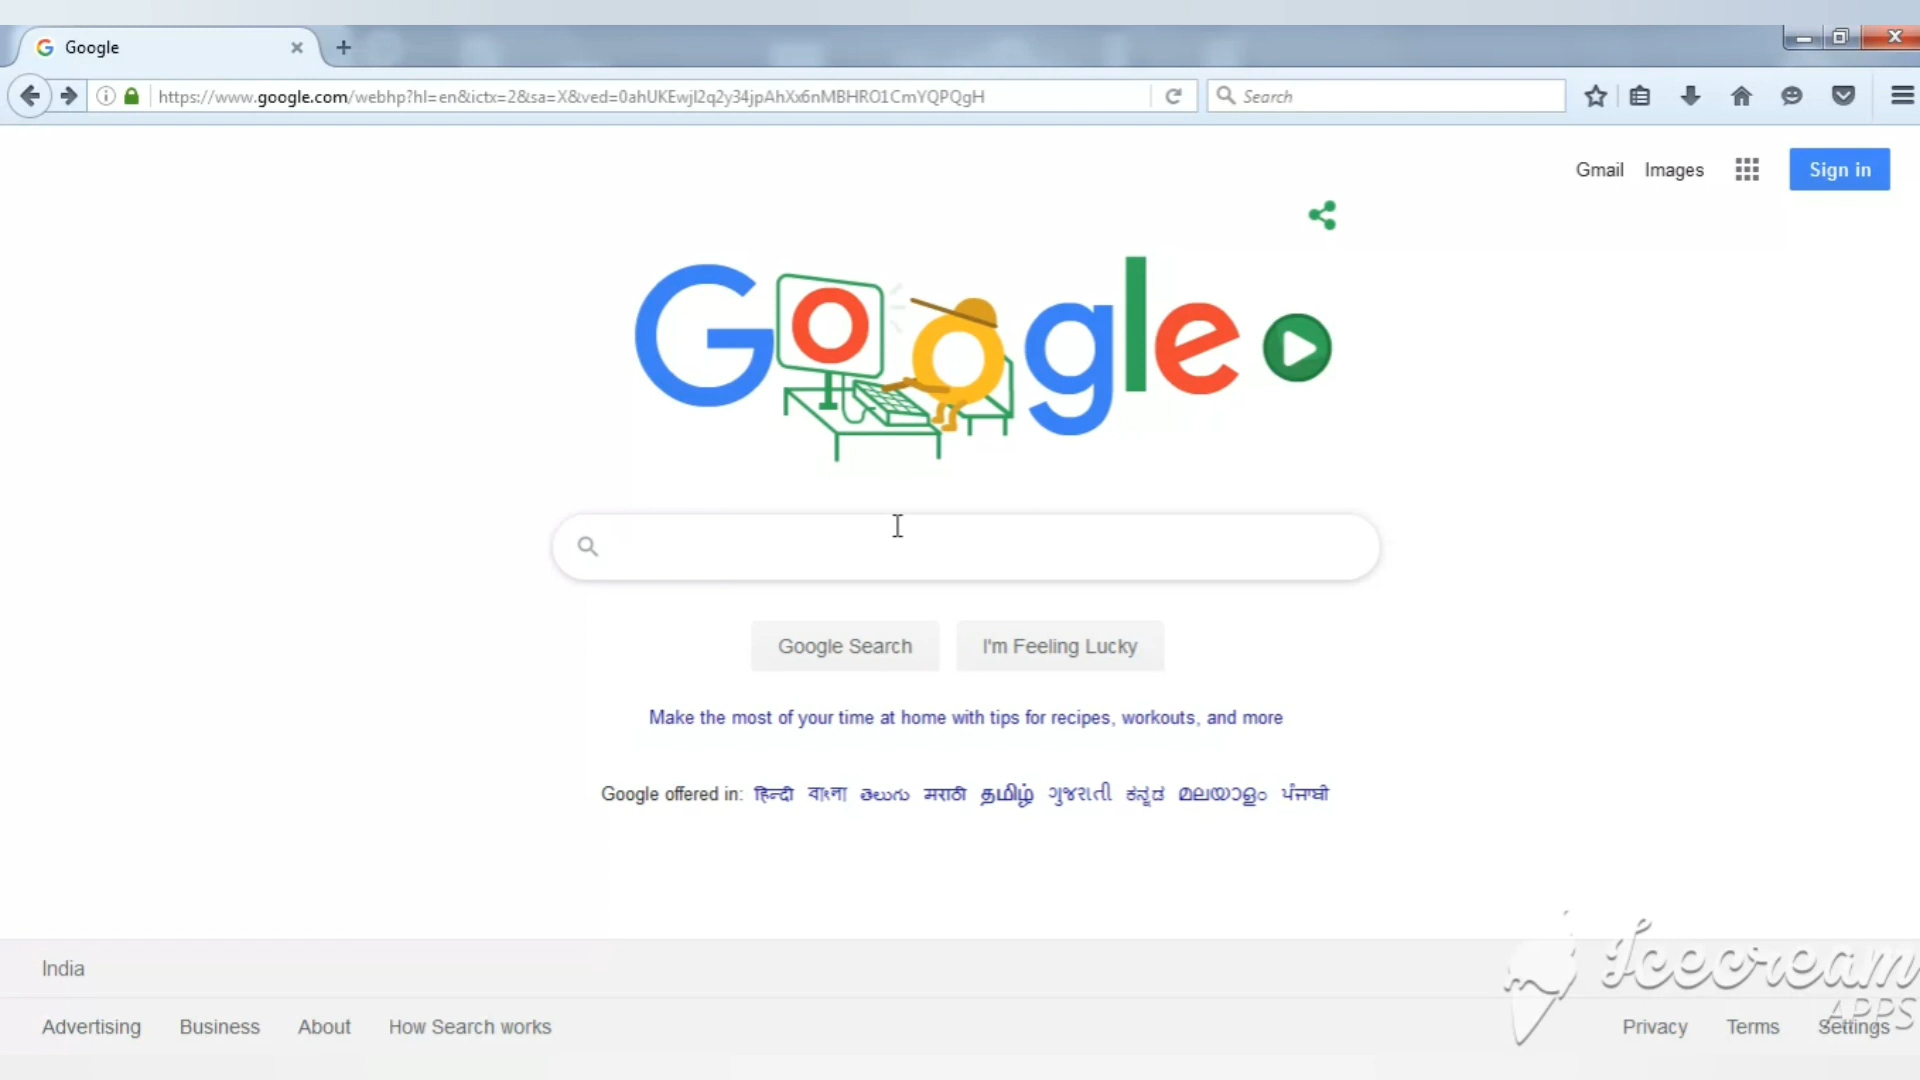 Google
https://www.google.com/webhp?hl=en&ictx=2&sa=X&ved=0ahUKEwjl2q2y34jpAhXx6nMBHRO1CmYQPQgH
Search
Gmail Images Sign in
Google
Google Search I'm Feeling Lucky
Make the most of your time at home with tips for recipes, workouts, and more
Google offered in: हिन्दी বাংলা తెలుగు मराठी தமிழ் ગુજરાતી ಕನ್ನಡ മലയാളം ਪੰਜਾਬੀ
India
Icecream
APPS
Advertising Business About How Search works Privacy Terms Settings